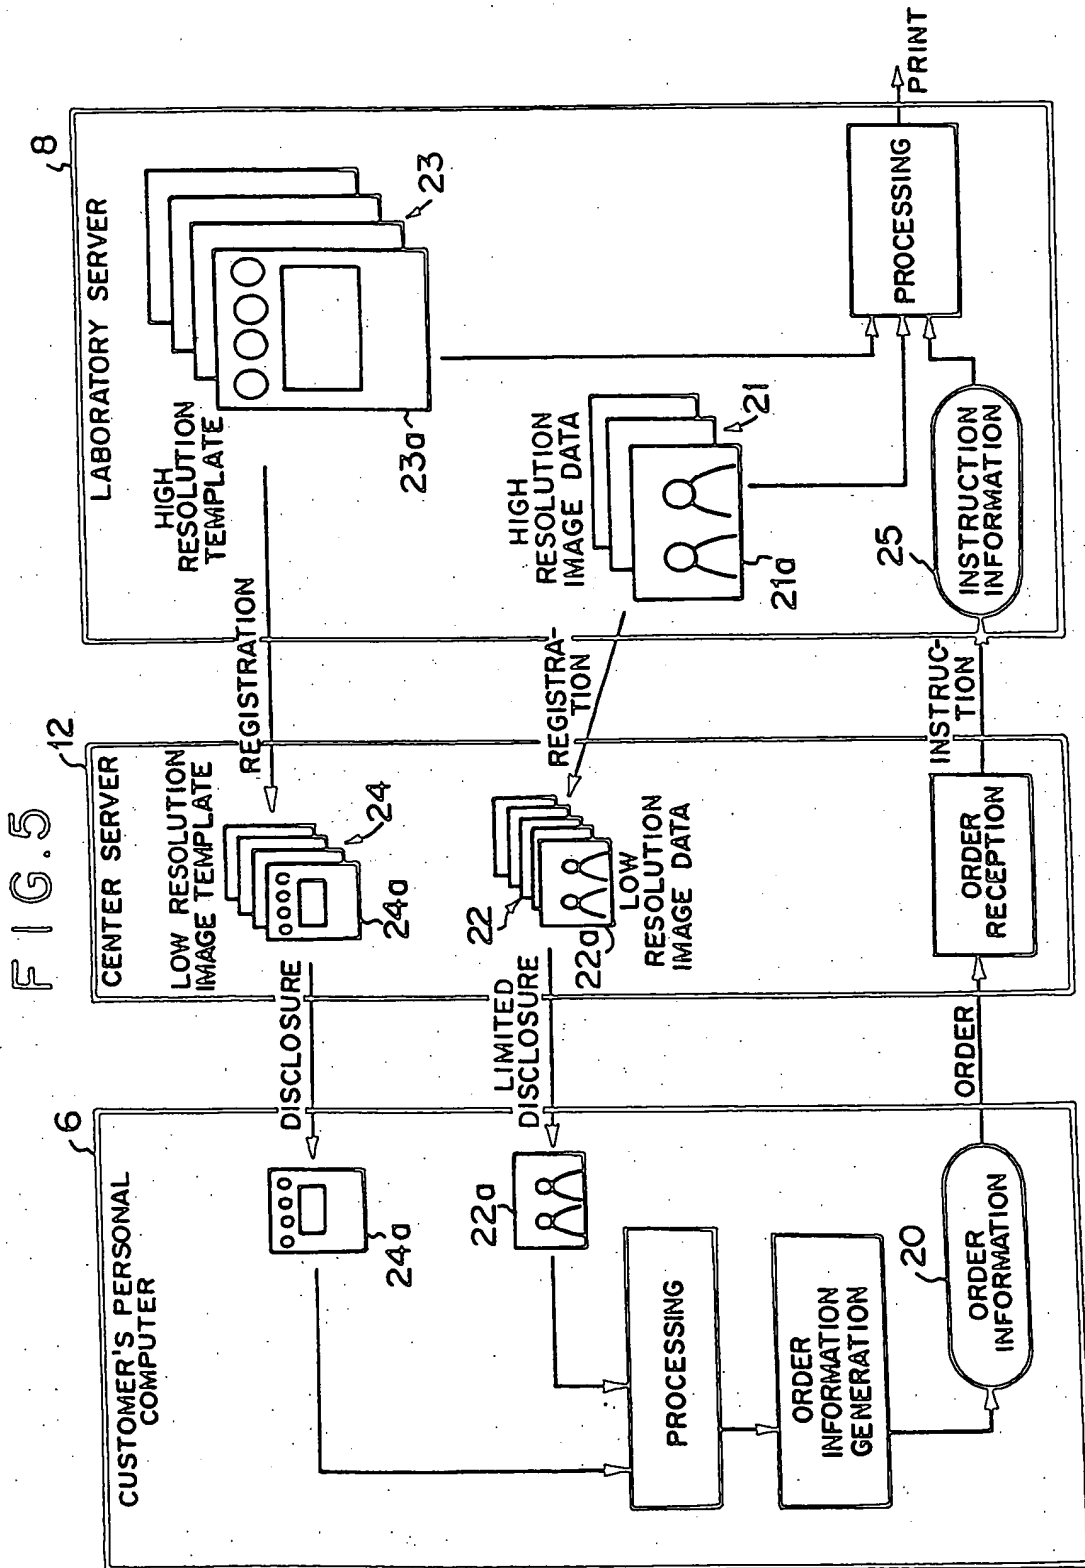 FIG.5
CUSTOMER'S PERSONAL
COMPUTER
6
24a
22a
PROCESSING
ORDER
INFORMATION
GENERATION
20
ORDER
INFORMATION
DISCLOSURE
LIMITED
DISCLOSURE
ORDER
CENTER SERVER
12
LOW RESOLUTION
IMAGE TEMPLATE
24
24a
22
22a
LOW
RESOLUTION
IMAGE DATA
ORDER
RECEPTION
REGISTRATION
REGISTRA-
TION
INSTRUC-
TION
LABORATORY SERVER
8
HIGH
RESOLUTION
TEMPLATE
23
23a
HIGH
RESOLUTION
IMAGE DATA
21
21a
25
INSTRUCTION
INFORMATION
PROCESSING
PRINT